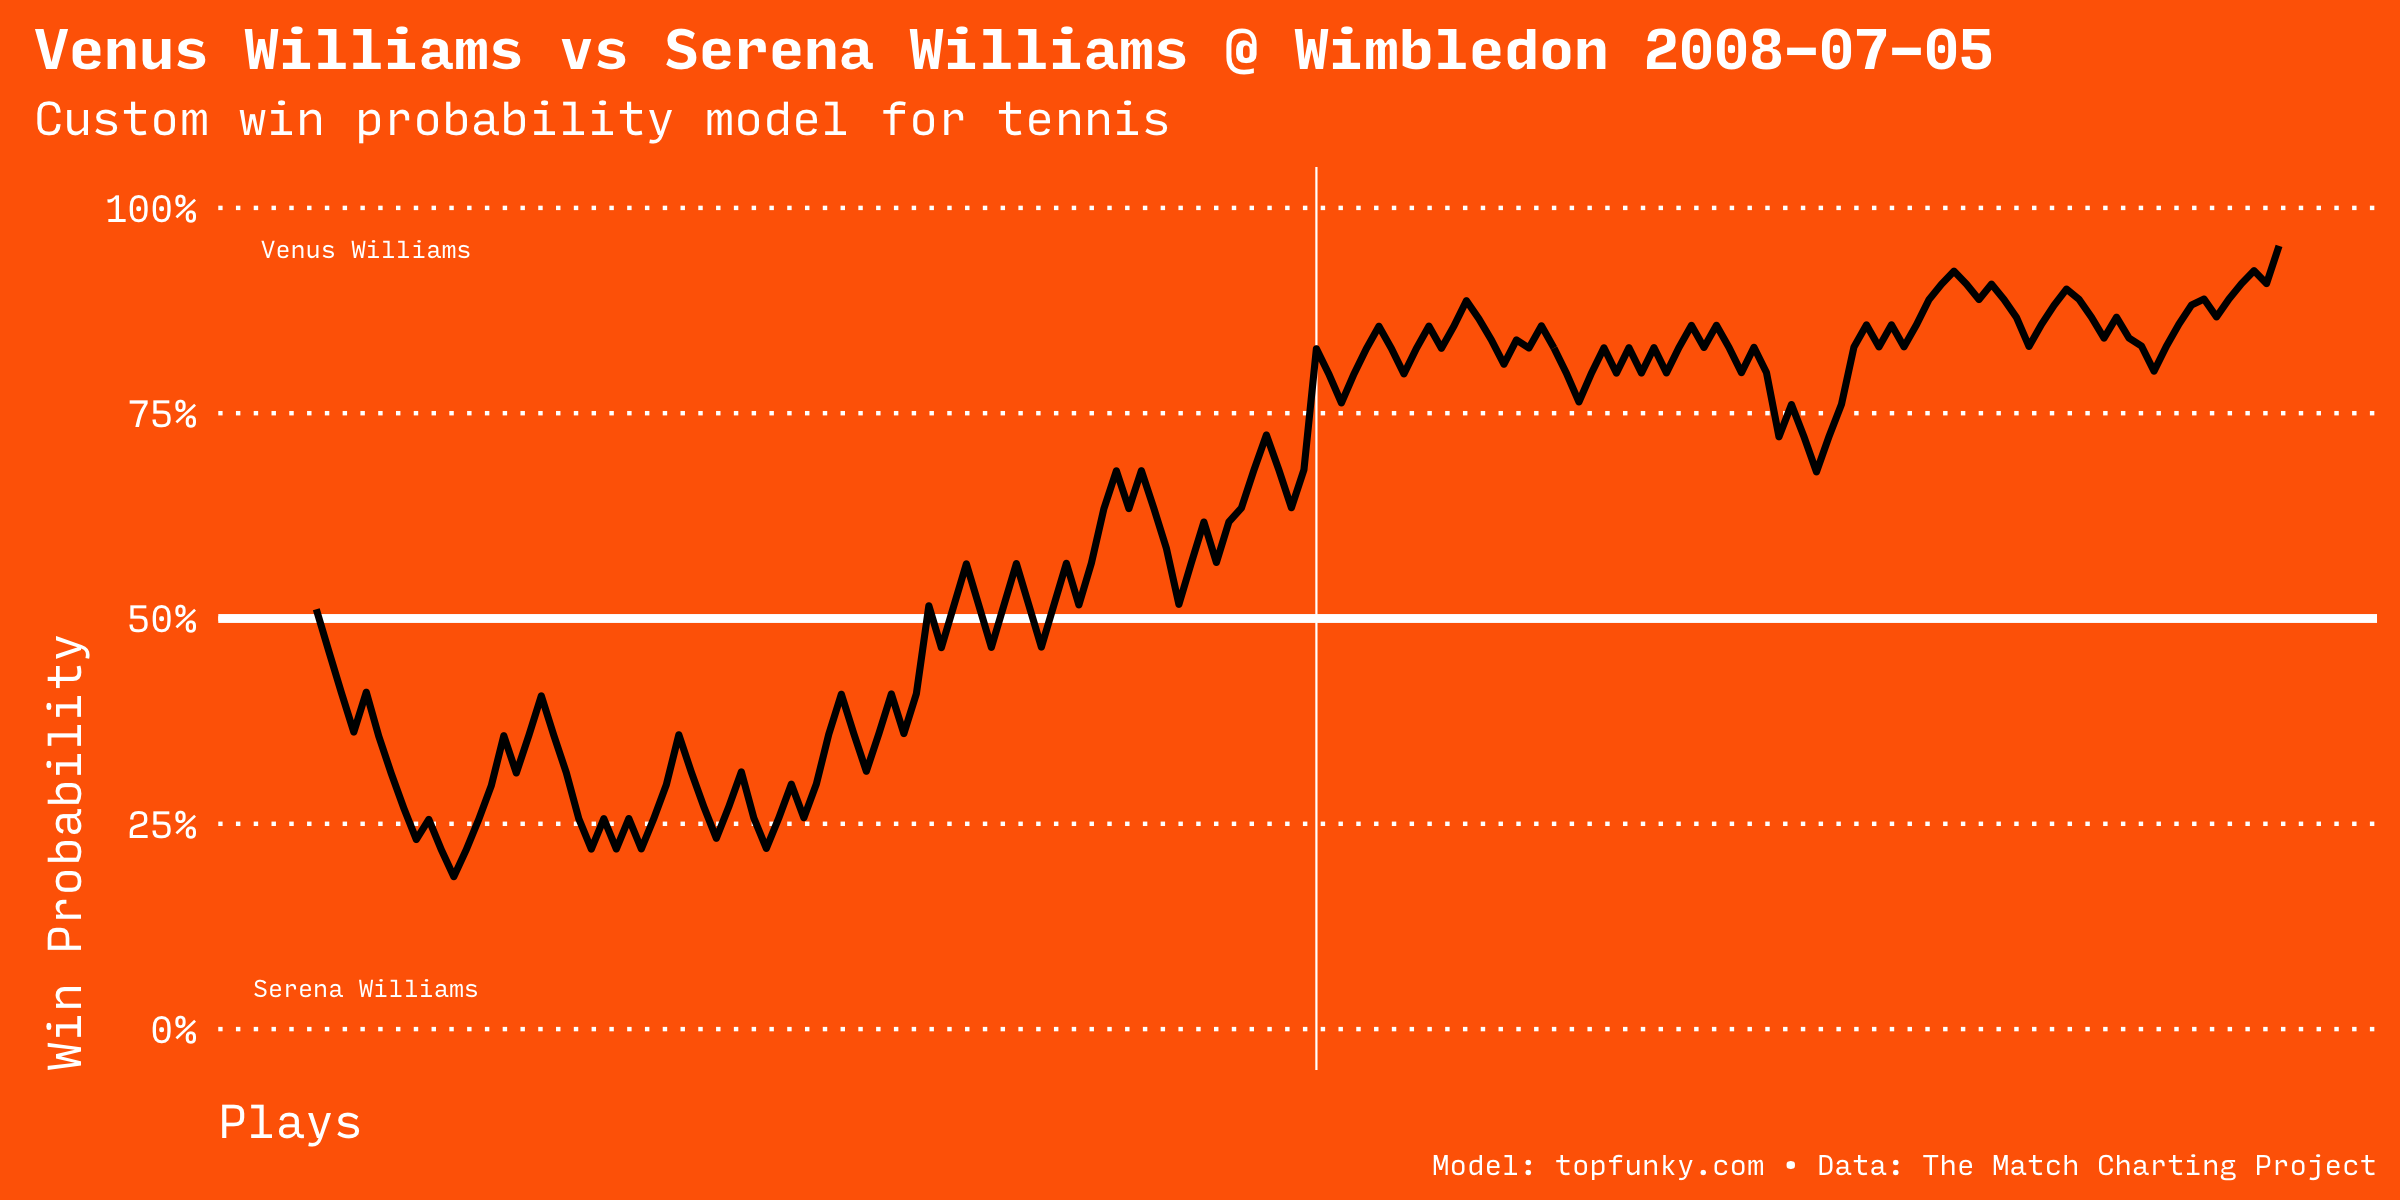 Venus Williams vs Serena Williams @ Wimbledon 2008-07-05
Custom win probability model for tennis
100%
Venus Williams
75%
50%
25%
Serena Williams
0%
Win Probability
Plays
Model: topfunky.com • Data: The Match Charting Project